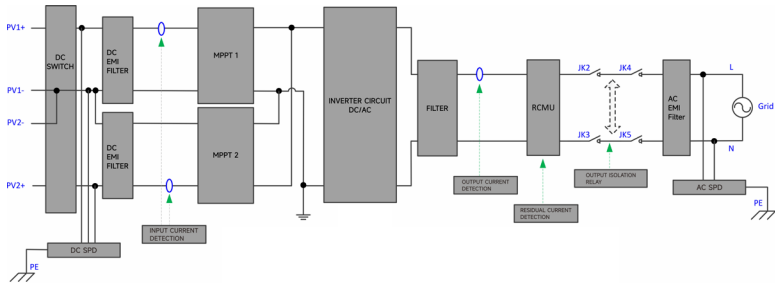 PV1+
PV1-
PV2-
PV2+
DC
SWITCH
DC
EMI
FILTER
DC
EMI
FILTER
MPPT 1
MPPT 2
INPUT CURRENT
DETECTION
DC SPD
PE
INVERTER CIRCUIT
DC/AC
FILTER
OUTPUT CURRENT
DETECTION
RCMU
RESIDUAL CURRENT
DETECTION
JK2
JK4
JK3
JK5
OUTPUT ISOLATION
RELAY
AC
EMI
Filter
L
Grid
N
AC SPD
PE